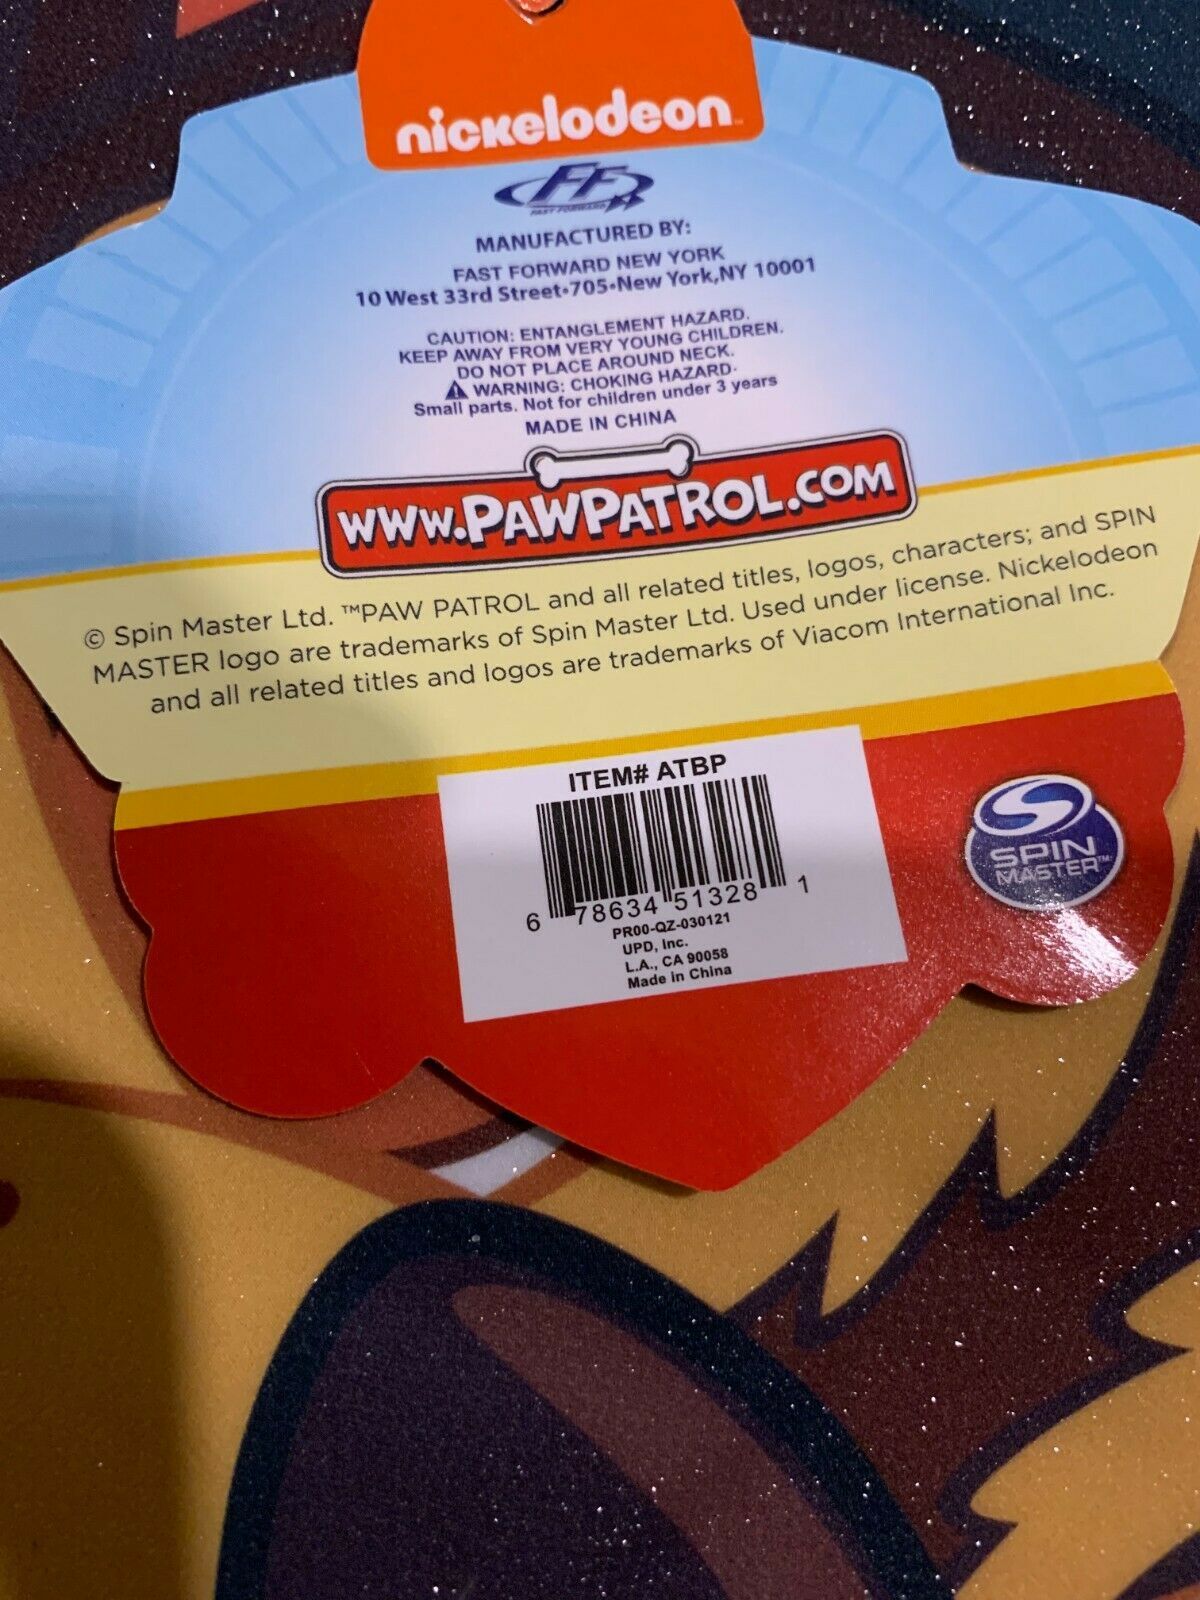 nickelodeon™
FF
FAST FORWARD
MANUFACTURED BY:
FAST FORWARD NEW YORK
10 West 33rd Street•705•New York,NY 10001
CAUTION: ENTANGLEMENT HAZARD.
KEEP AWAY FROM VERY YOUNG CHILDREN.
DO NOT PLACE AROUND NECK.
⚠ WARNING: CHOKING HAZARD.
Small parts. Not for children under 3 years
MADE IN CHINA
WWW.PAWPATROL.COM
© Spin Master Ltd. ™PAW PATROL and all related titles, logos, characters; and SPIN
MASTER logo are trademarks of Spin Master Ltd. Used under license. Nickelodeon
and all related titles and logos are trademarks of Viacom International Inc.
ITEM# ATBP
6 78634 51328 1
PR00-QZ-030121
UPD, Inc.
L.A., CA 90058
Made in China
SPIN
MASTER™